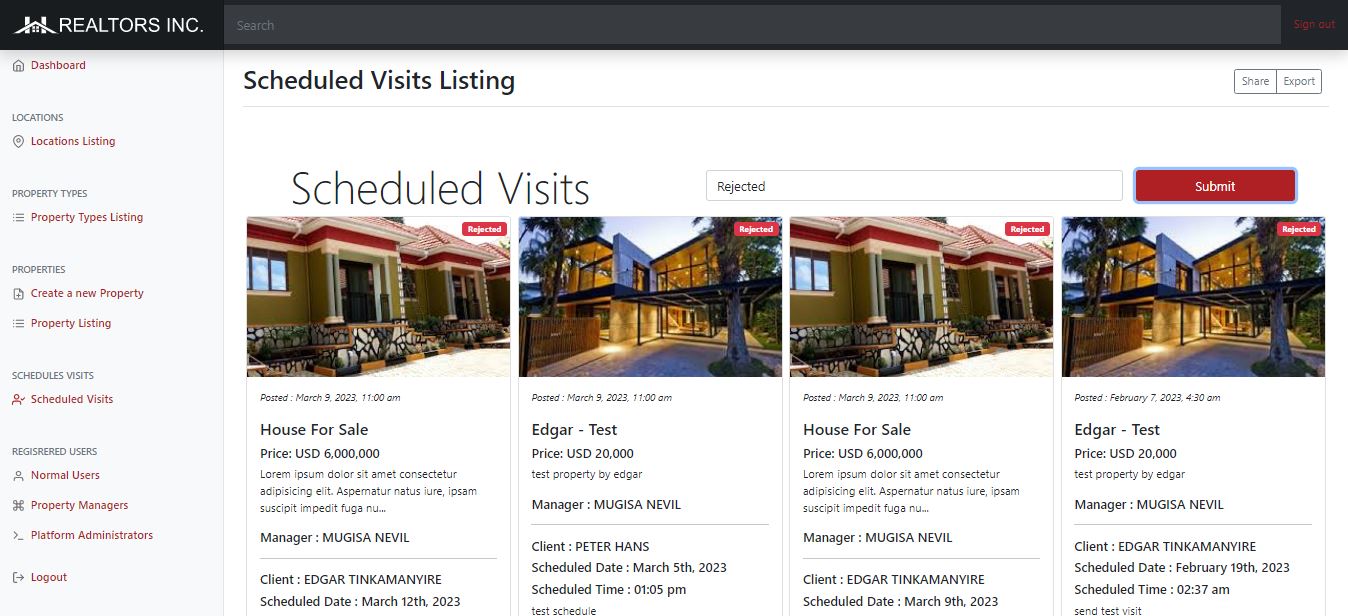 REALTORS INC.
Search
Sign out
Dashboard
LOCATIONS
Locations Listing
PROPERTY TYPES
Property Types Listing
PROPERTIES
Create a new Property
Property Listing
SCHEDULES VISITS
Scheduled Visits
REGISRERED USERS
Normal Users
Property Managers
Platform Administrators
Logout
Scheduled Visits Listing
Share
Export
Scheduled Visits
Rejected
Submit
Rejected
Posted : March 9, 2023, 11:00 am
House For Sale
Price: USD 6,000,000
Lorem ipsum dolor sit amet consectetur
adipisicing elit. Aspernatur natus iure, ipsam
suscipit impedit fuga nu...
Manager : MUGISA NEVIL
Client : EDGAR TINKAMANYIRE
Scheduled Date : March 12th, 2023
Rejected
Posted : March 9, 2023, 11:00 am
Edgar - Test
Price: USD 20,000
test property by edgar
Manager : MUGISA NEVIL
Client : PETER HANS
Scheduled Date : March 5th, 2023
Scheduled Time : 01:05 pm
test schedule
Rejected
Posted : March 9, 2023, 11:00 am
House For Sale
Price: USD 6,000,000
Lorem ipsum dolor sit amet consectetur
adipisicing elit. Aspernatur natus iure, ipsam
suscipit impedit fuga nu...
Manager : MUGISA NEVIL
Client : EDGAR TINKAMANYIRE
Scheduled Date : March 9th, 2023
Rejected
Posted : February 7, 2023, 4:30 am
Edgar - Test
Price: USD 20,000
test property by edgar
Manager : MUGISA NEVIL
Client : EDGAR TINKAMANYIRE
Scheduled Date : February 19th, 2023
Scheduled Time : 02:37 am
send test visit